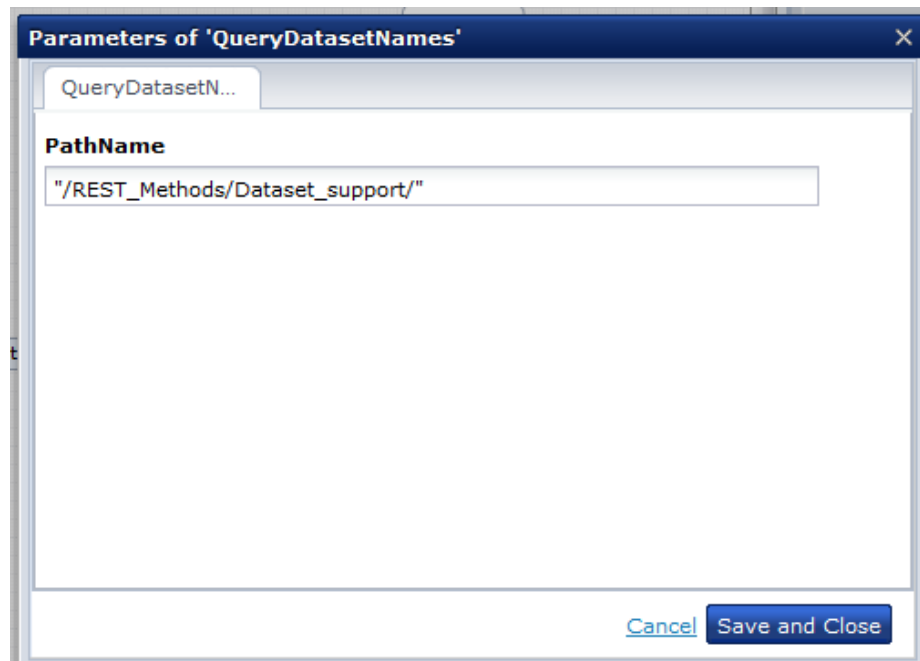 Parameters of 'QueryDatasetNames'
QueryDatasetN...
PathName
"/REST_Methods/Dataset_support/"
t
Cancel Save and Close